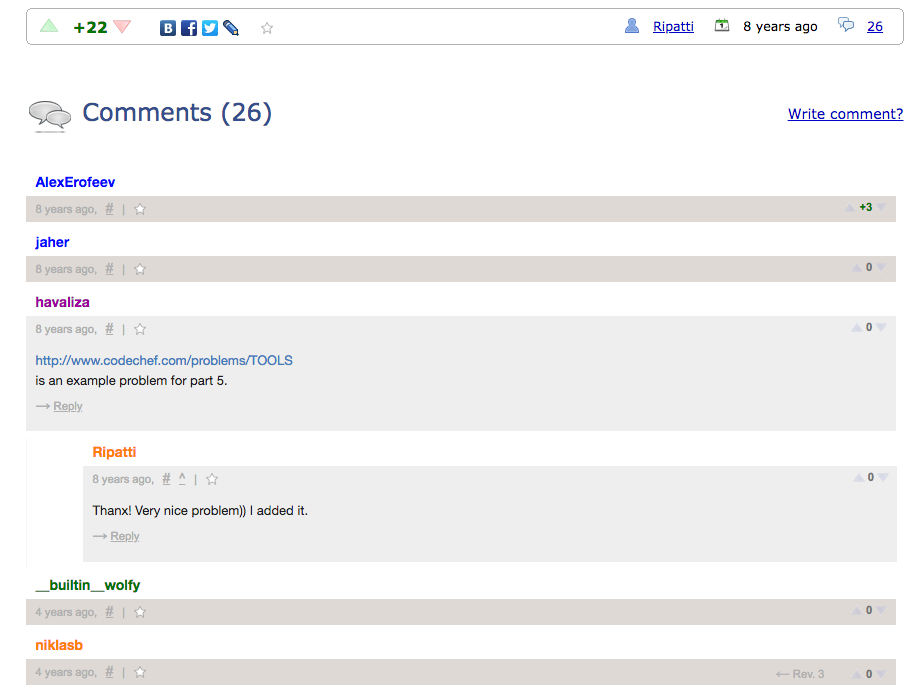 +22 B f Ripatti 1 8 years ago 26
Comments (26) Write comment?
AlexErofeev
8 years ago, # | +3
jaher
8 years ago, # | 0
havaliza
8 years ago, # | 0
http://www.codechef.com/problems/TOOLS
is an example problem for part 5.
→ Reply
Ripatti
8 years ago, # ^ | 0
Thanx! Very nice problem)) I added it.
→ Reply
__builtin__wolfy
4 years ago, # | 0
niklasb
4 years ago, # | ← Rev. 3 0